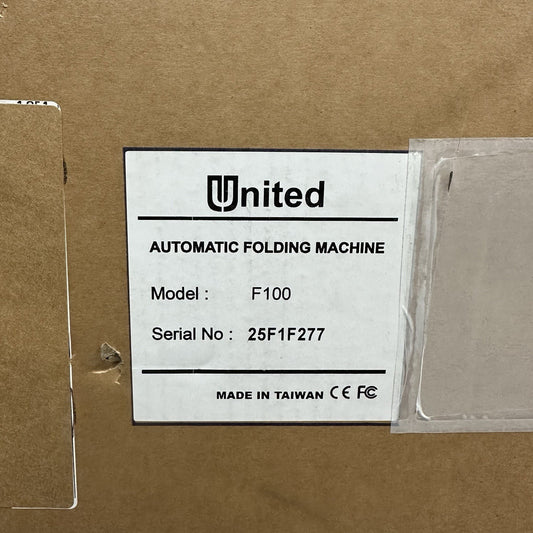 United
AUTOMATIC FOLDING MACHINE
Model : F100
Serial No : 25F1F277
MADE IN TAIWAN CE FC